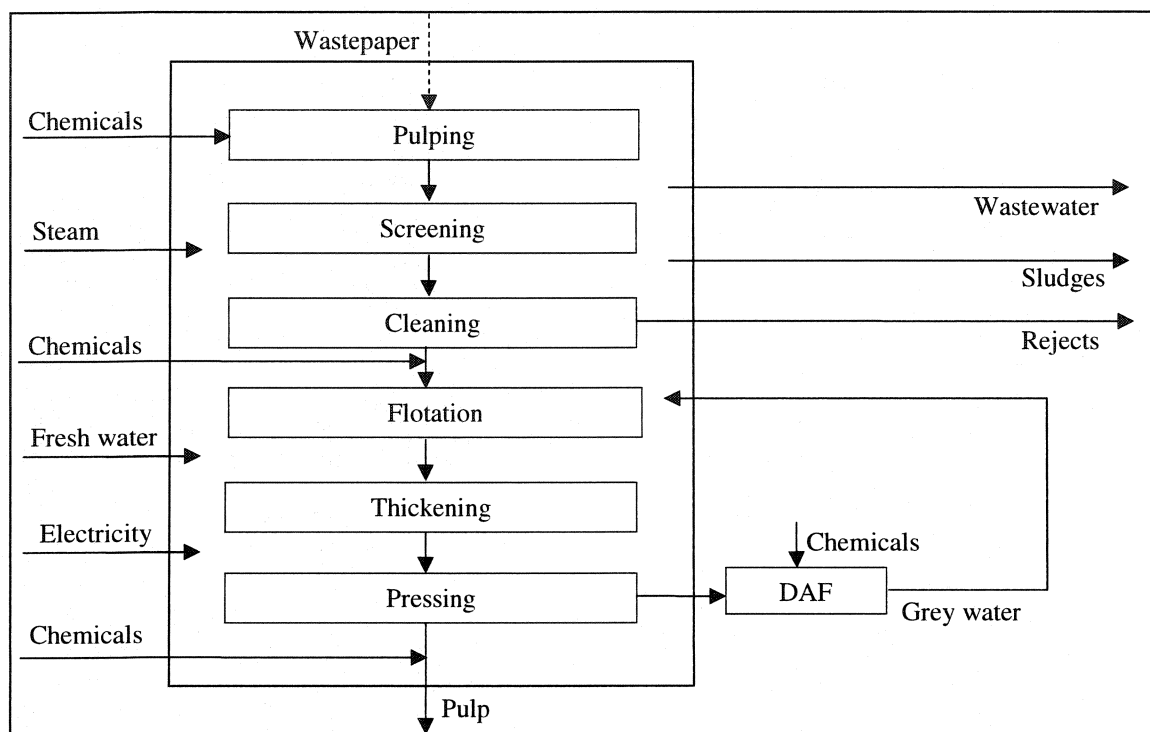 Wastepaper
Chemicals
Pulping
Wastewater
Steam
Screening
Sludges
Cleaning
Rejects
Chemicals
Flotation
Fresh water
Thickening
Electricity
Chemicals
DAF
Pressing
Grey water
Chemicals
Pulp